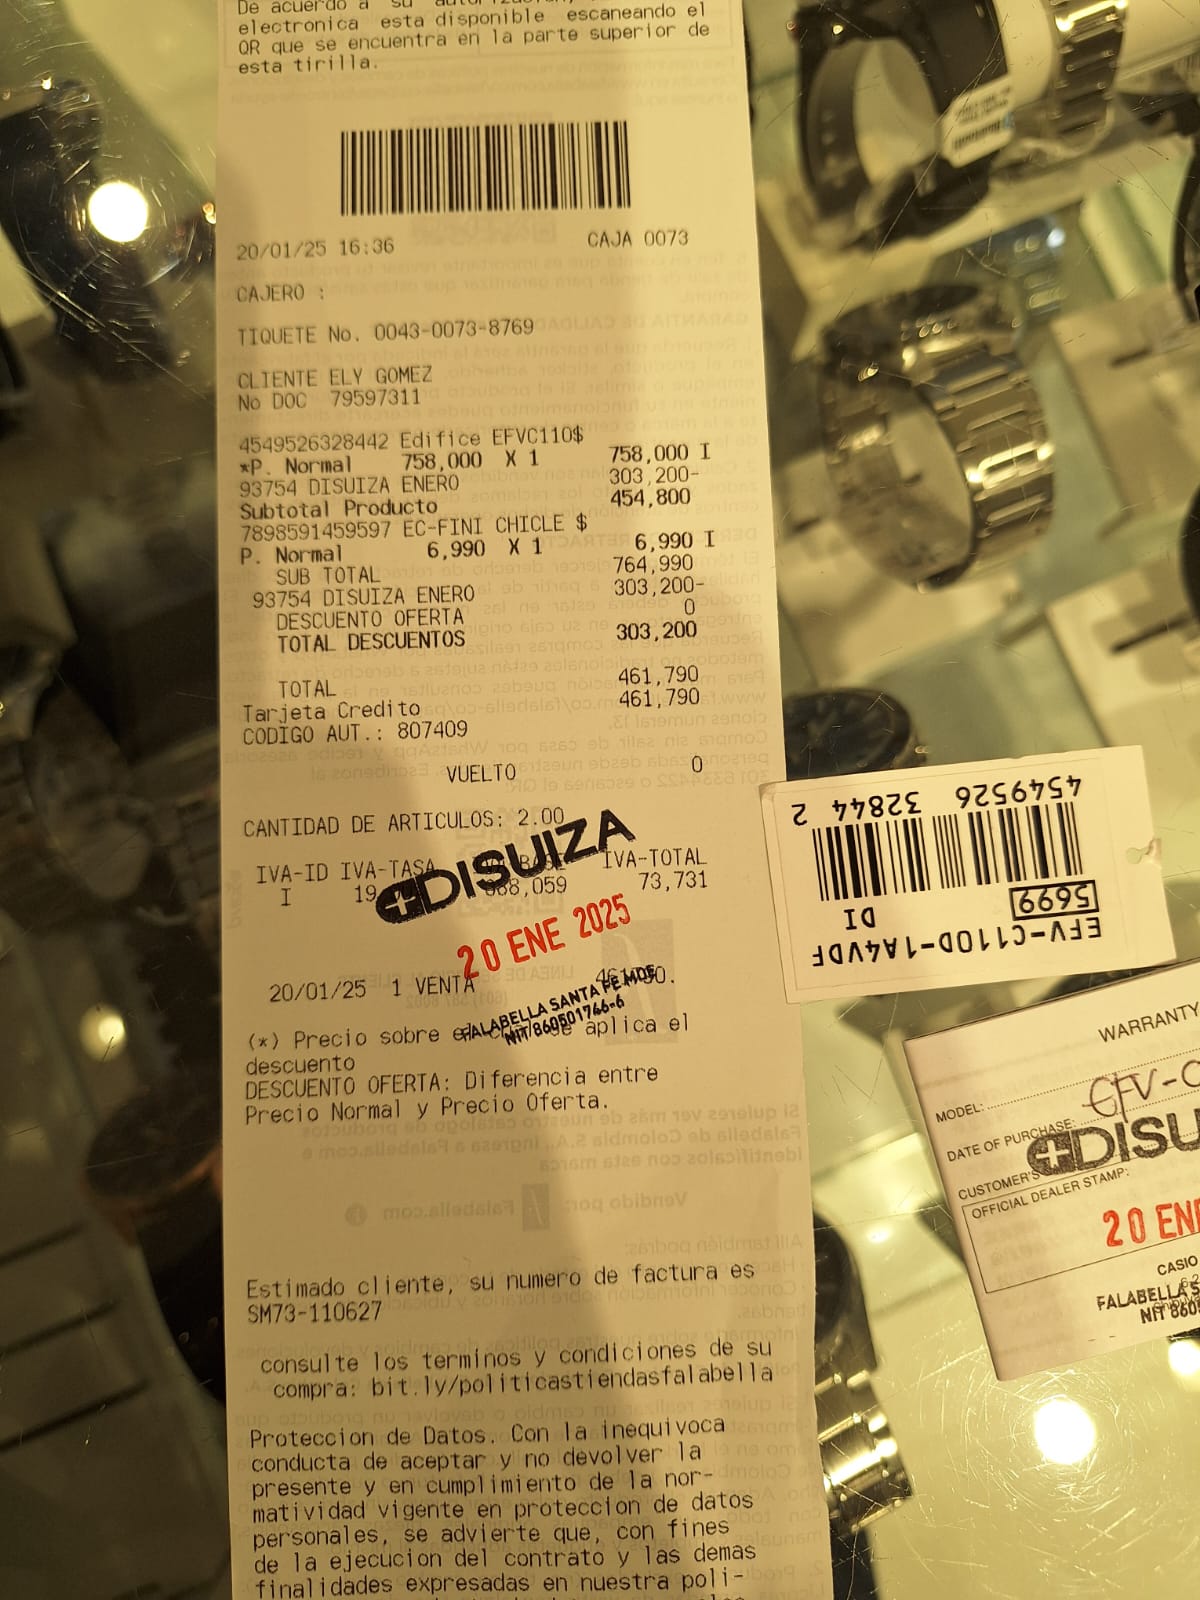 De acuerdo a su autorizacion,
electronica esta disponible escaneando el
QR que se encuentra en la parte superior de
esta tirilla.
20/01/25 16:36 CAJA 0073
CAJERO :
TIQUETE No. 0043-0073-8769
CLIENTE ELY GOMEZ
No DOC 79597311
4549526328442 Edifice EFVC110$
*P. Normal 758,000 X 1 758,000 I
93754 DISUIZA ENERO 303,200-
Subtotal Producto 454,800
7898591459597 EC-FINI CHICLE $
P. Normal 6,990 X 1 6,990 I
SUB TOTAL 764,990
93754 DISUIZA ENERO 303,200-
DESCUENTO OFERTA 0
TOTAL DESCUENTOS 303,200
TOTAL 461,790
Tarjeta Credito 461,790
CODIGO AUT.: 807409
VUELTO 0
CANTIDAD DE ARTICULOS: 2.00
IVA-ID IVA-TASA IVA-TOTAL
I 19 73,731
DISUIZA
20 ENE 2025
20/01/25 1 VENTA
FALABELLA SANTA FE MDE
NIT/860501766-6
(*) Precio sobre el se aplica el
descuento
DESCUENTO OFERTA: Diferencia entre
Precio Normal y Precio Oferta.
Estimado cliente, su numero de factura es
SM73-110627
consulte los terminos y condiciones de su
compra: bit.ly/politicastiendasfalabella
Proteccion de Datos. Con la inequivoca
conducta de aceptar y no devolver la
presente y en cumplimiento de la nor-
matividad vigente en proteccion de datos
personales, se advierte que, con fines
de la ejecucion del contrato y las demas
finalidades expresadas en nuestra poli-
EFV-C110D-1A4VDF
5699
DI
4549526 32844 2
WARRANTY
MODEL: EFV-C
DATE OF PURCHASE:
CUSTOMER'S
DISU
OFFICIAL DEALER STAMP:
20 ENE
CASIO
FALABELLA S
NIT 860